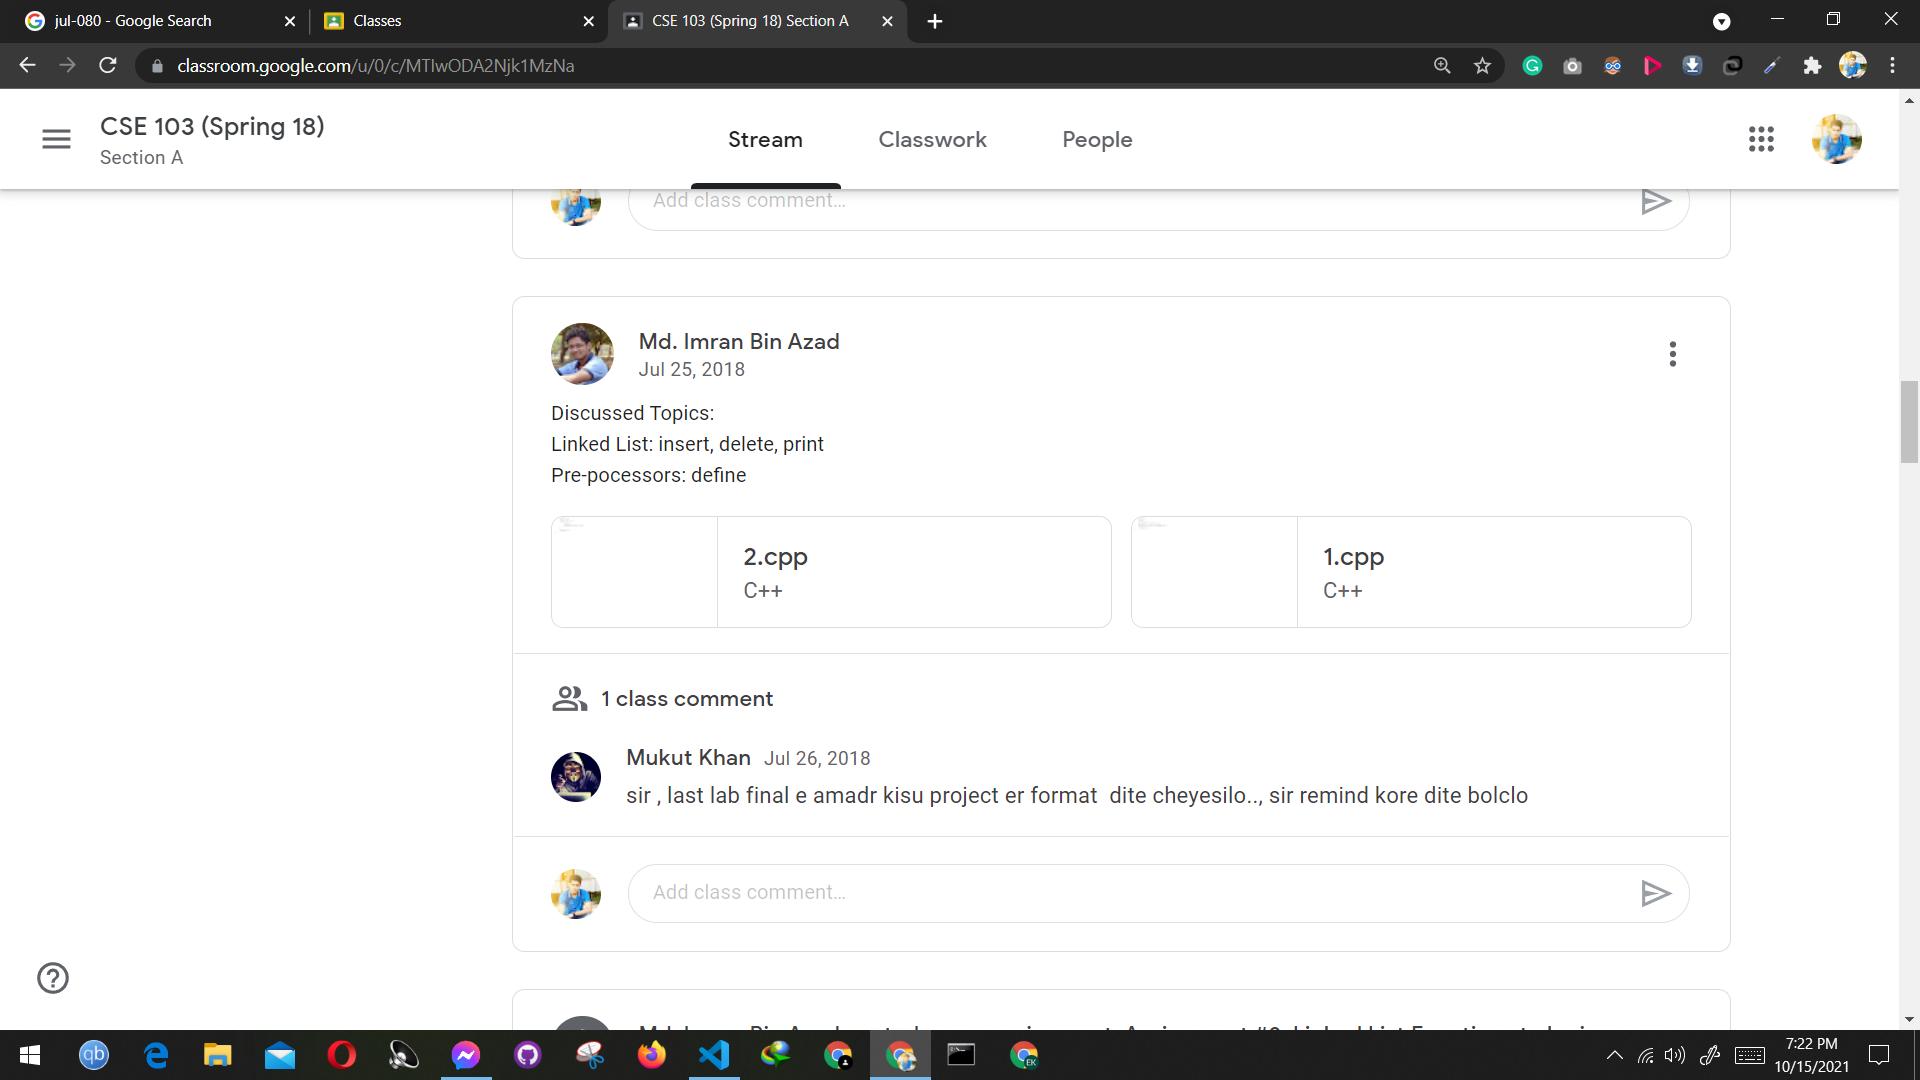 jul-080 - Google Search
Classes
CSE 103 (Spring 18) Section A
classroom.google.com/u/0/c/MTIwODA2Njk1MzNa
CSE 103 (Spring 18)
Section A
Stream
Classwork
People
Add class comment...
Md. Imran Bin Azad
Jul 25, 2018
Discussed Topics:
Linked List: insert, delete, print
Pre-pocessors: define
2.cpp
C++
1.cpp
C++
1 class comment
Mukut Khan Jul 26, 2018
sir , last lab final e amadr kisu project er format  dite cheyesilo.., sir remind kore dite bolclo
Add class comment...
qb
EK
7:22 PM
10/15/2021